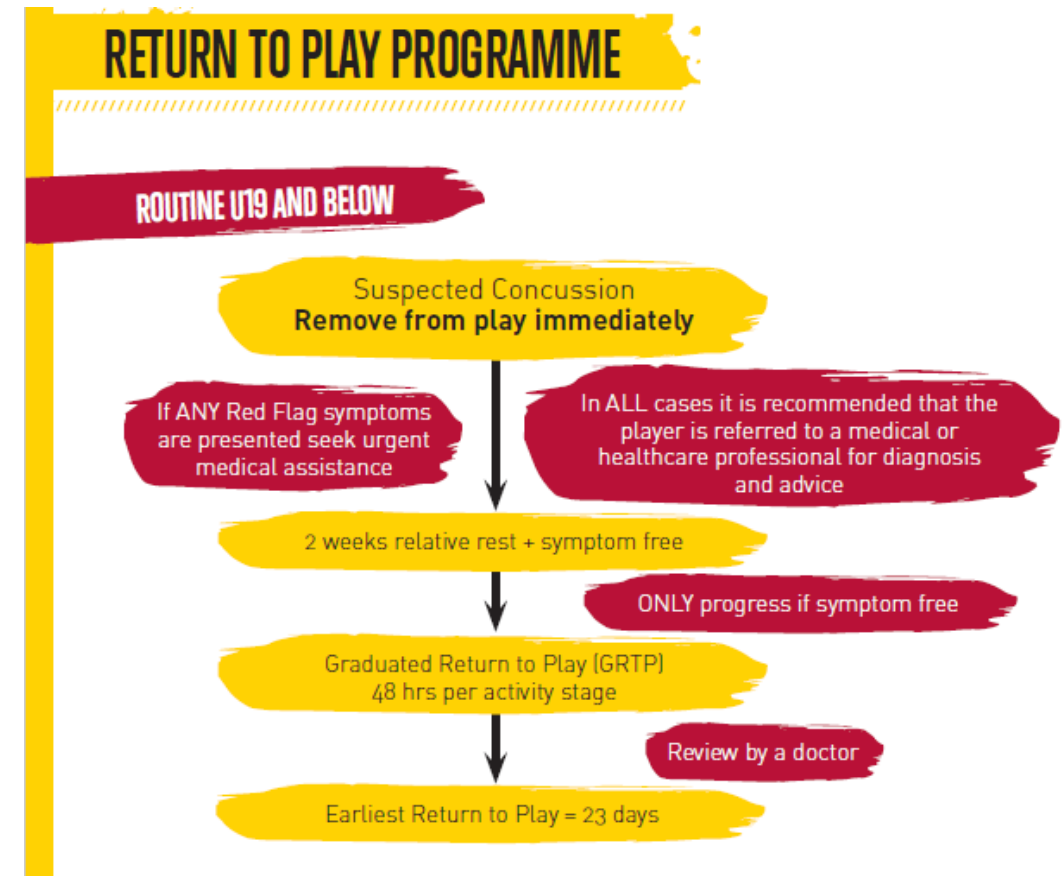 RETURN TO PLAY PROGRAMME
ROUTINE U19 AND BELOW
Suspected Concussion
Remove from play immediately
If ANY Red Flag symptoms
are presented seek urgent
medical assistance
In ALL cases it is recommended that the
player is referred to a medical or
healthcare professional for diagnosis
and advice
2 weeks relative rest + symptom free
ONLY progress if symptom free
Graduated Return to Play (GRTP)
48 hrs per activity stage
Review by a doctor
Earliest Return to Play = 23 days